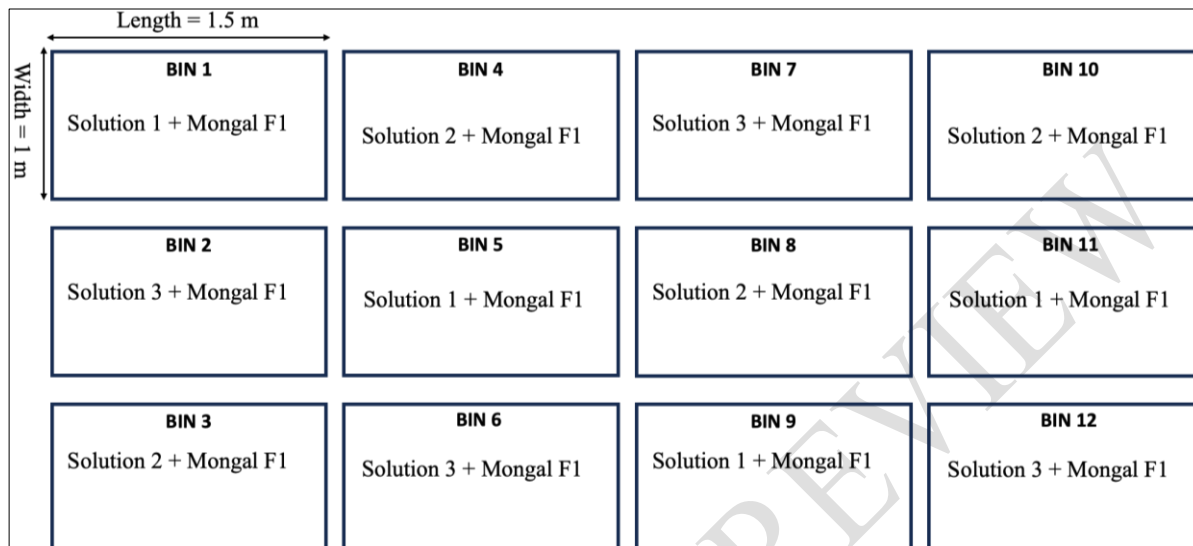 Length = 1.5 m
Width = 1 m
BIN 1
Solution 1 + Mongal F1
BIN 4
Solution 2 + Mongal F1
BIN 7
Solution 3 + Mongal F1
BIN 10
Solution 2 + Mongal F1
BIN 2
Solution 3 + Mongal F1
BIN 5
Solution 1 + Mongal F1
BIN 8
Solution 2 + Mongal F1
BIN 11
Solution 1 + Mongal F1
BIN 3
Solution 2 + Mongal F1
BIN 6
Solution 3 + Mongal F1
BIN 9
Solution 1 + Mongal F1
BIN 12
Solution 3 + Mongal F1
REVIEW